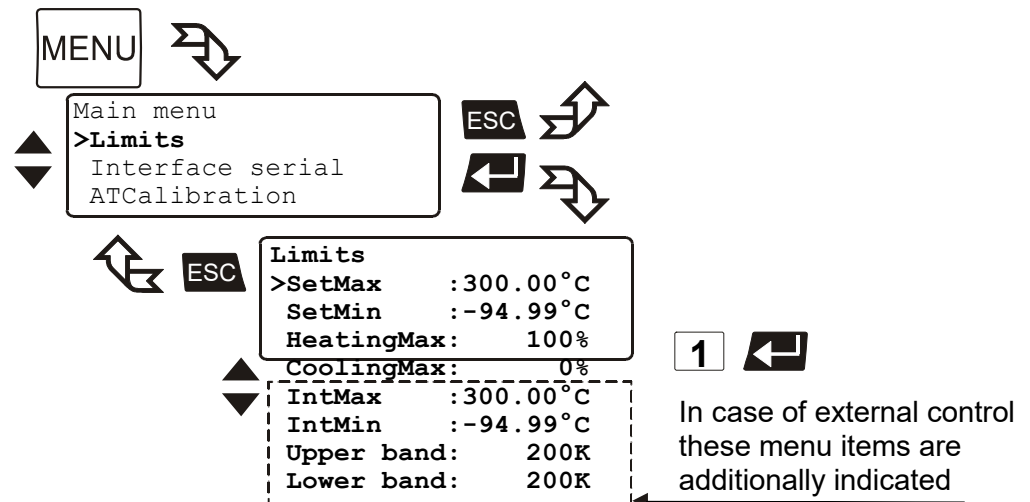 MENU
Main menu
>Limits
Interface serial
ATCalibration
ESC
ESC
Limits
>SetMax :300.00°C
SetMin :-94.99°C
HeatingMax: 100%
CoolingMax: 0%
IntMax :300.00°C
IntMin :-94.99°C
Upper band: 200K
Lower band: 200K
1
In case of external control
these menu items are
additionally indicated